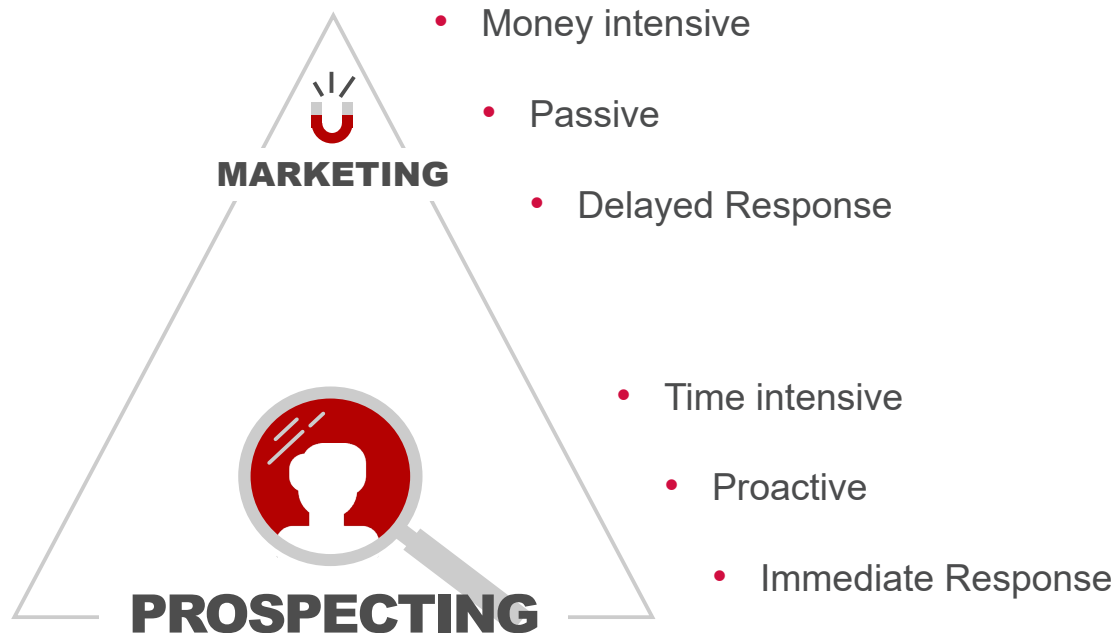 • Money intensive
• Passive
MARKETING
• Delayed Response
• Time intensive
• Proactive
• Immediate Response
PROSPECTING